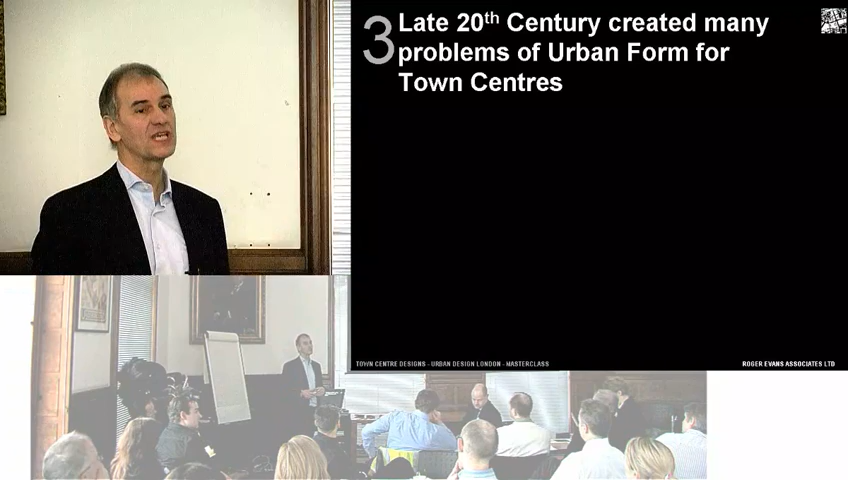 3 Late 20th Century created many
problems of Urban Form for
Town Centres
TOWN CENTRE DESIGNS - URBAN DESIGN LONDON - MASTERCLASS
ROGER EVANS ASSOCIATES LTD